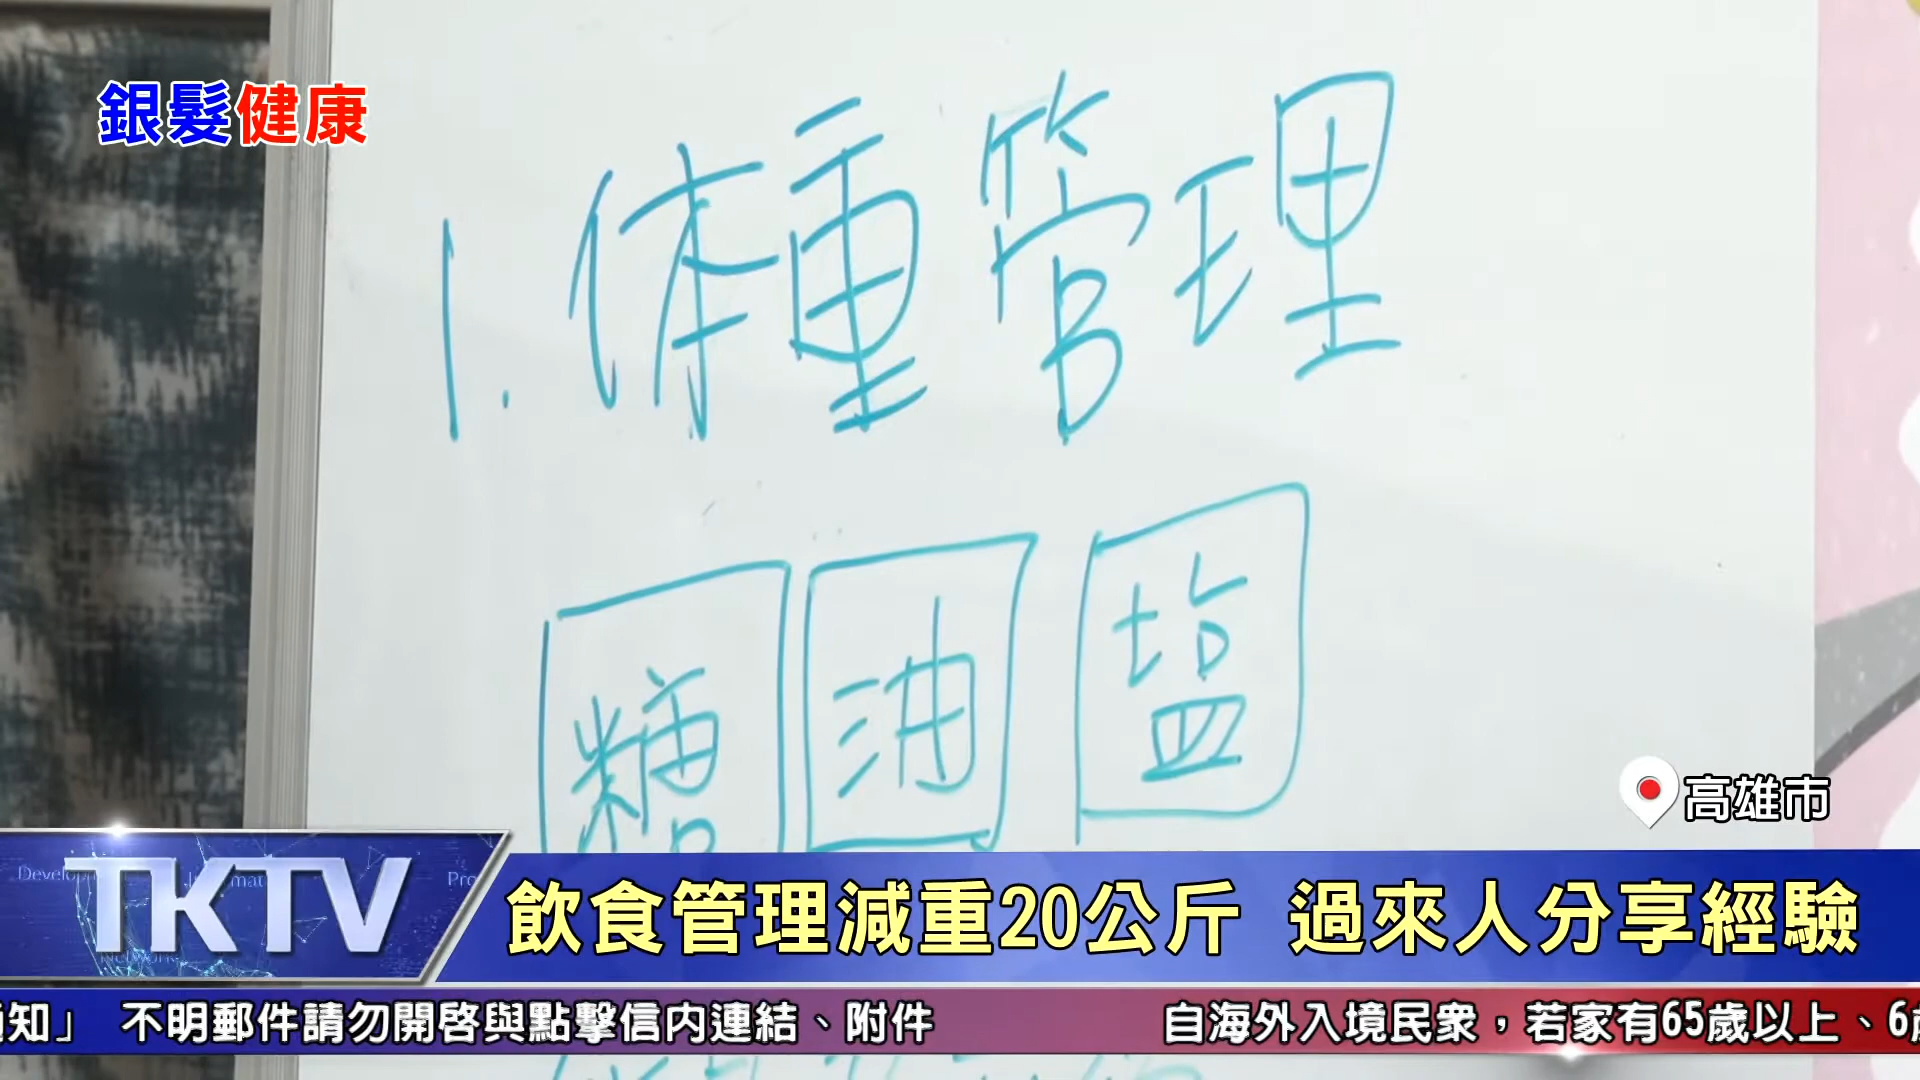 銀髮健康
1. 体重管理
糖 油 塩
高雄市
TKTV
飲食管理減重20公斤 過來人分享經驗
知」 不明郵件請勿開啓與點擊信內連結、附件 自海外入境民衆，若家有65歲以上、6